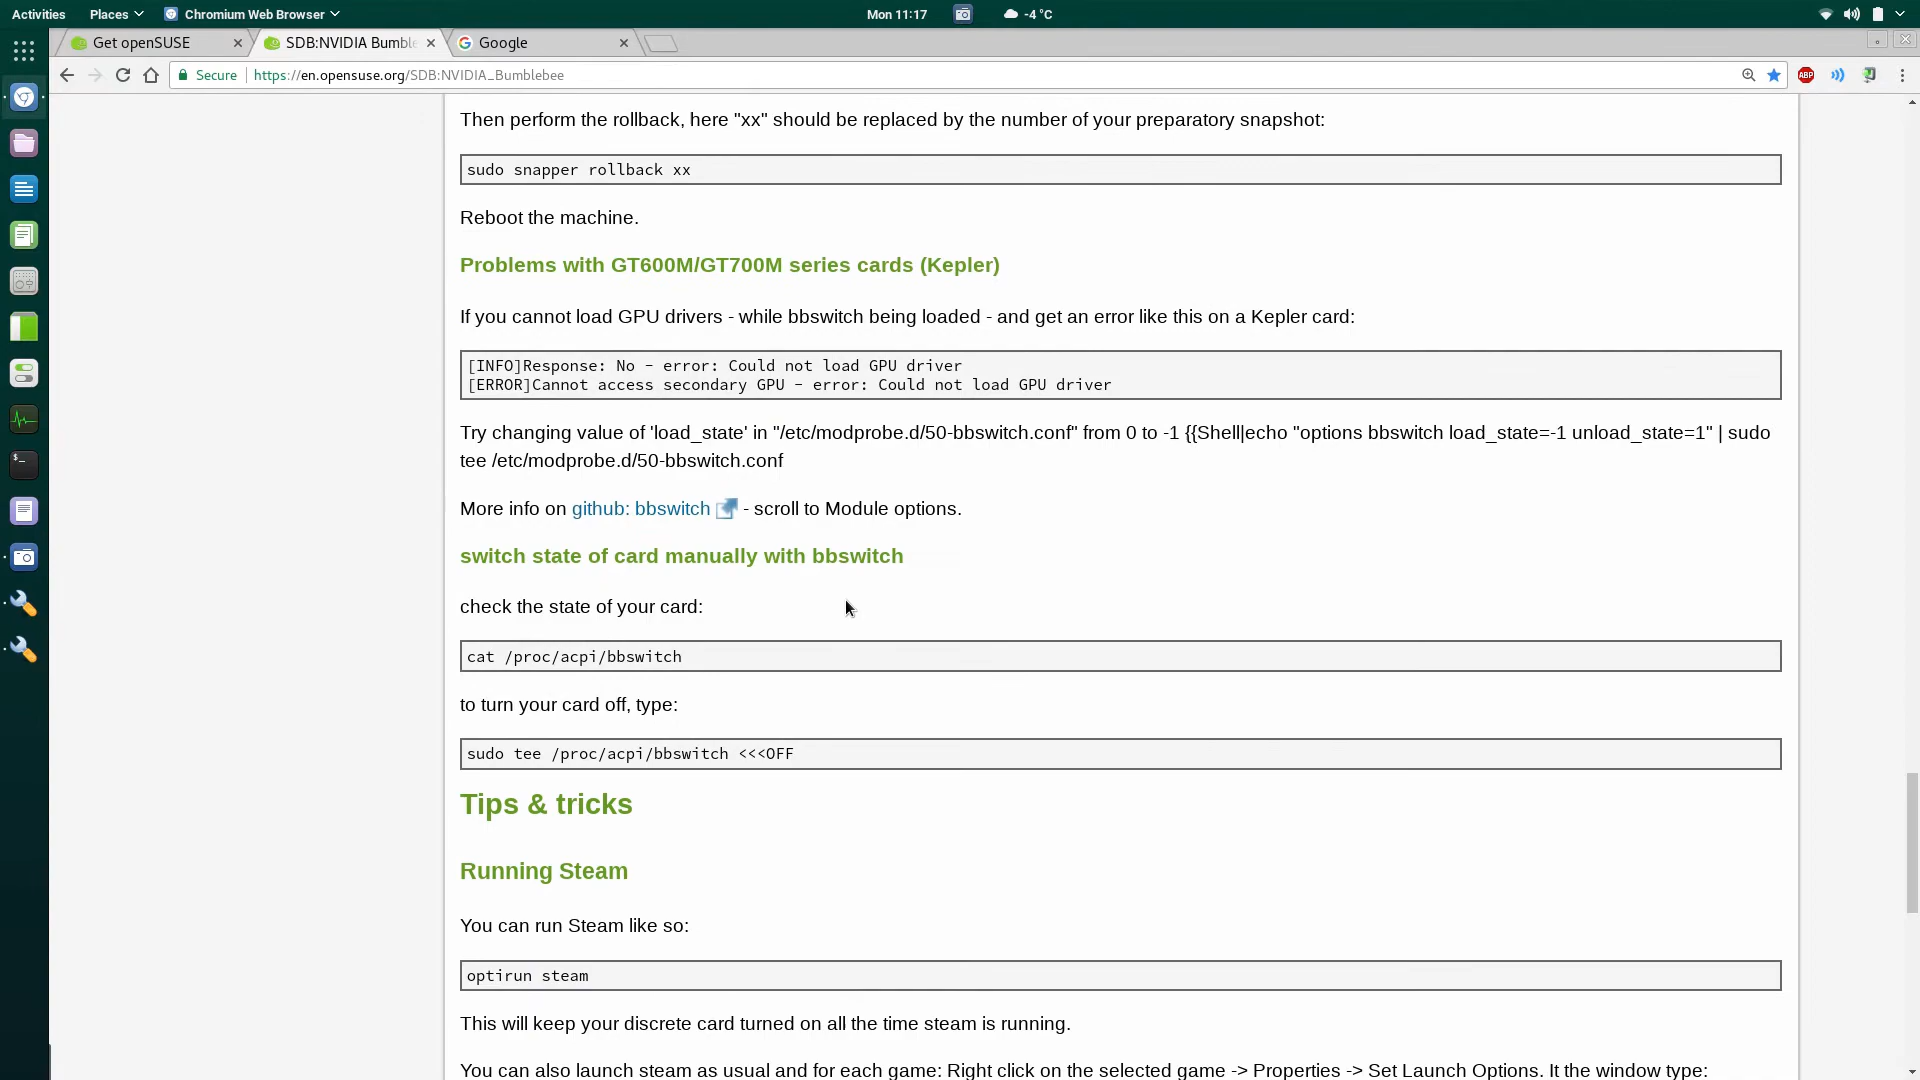 Activities Places Chromium Web Browser Mon 11:17 -4 °C
Get openSUSE SDB:NVIDIA Bumble Google
Secure https://en.opensuse.org/SDB:NVIDIA_Bumblebee ABP
Then perform the rollback, here "xx" should be replaced by the number of your preparatory snapshot:
sudo snapper rollback xx
Reboot the machine.
Problems with GT600M/GT700M series cards (Kepler)
If you cannot load GPU drivers - while bbswitch being loaded - and get an error like this on a Kepler card:
[INFO]Response: No - error: Could not load GPU driver
[ERROR]Cannot access secondary GPU - error: Could not load GPU driver
Try changing value of 'load_state' in "/etc/modprobe.d/50-bbswitch.conf" from 0 to -1 {{Shell|echo "options bbswitch load_state=-1 unload_state=1" | sudo
tee /etc/modprobe.d/50-bbswitch.conf
More info on github: bbswitch - scroll to Module options.
switch state of card manually with bbswitch
check the state of your card:
cat /proc/acpi/bbswitch
to turn your card off, type:
sudo tee /proc/acpi/bbswitch <<<OFF
Tips & tricks
Running Steam
You can run Steam like so:
optirun steam
This will keep your discrete card turned on all the time steam is running.
You can also launch steam as usual and for each game: Right click on the selected game -> Properties -> Set Launch Options. It the window type: